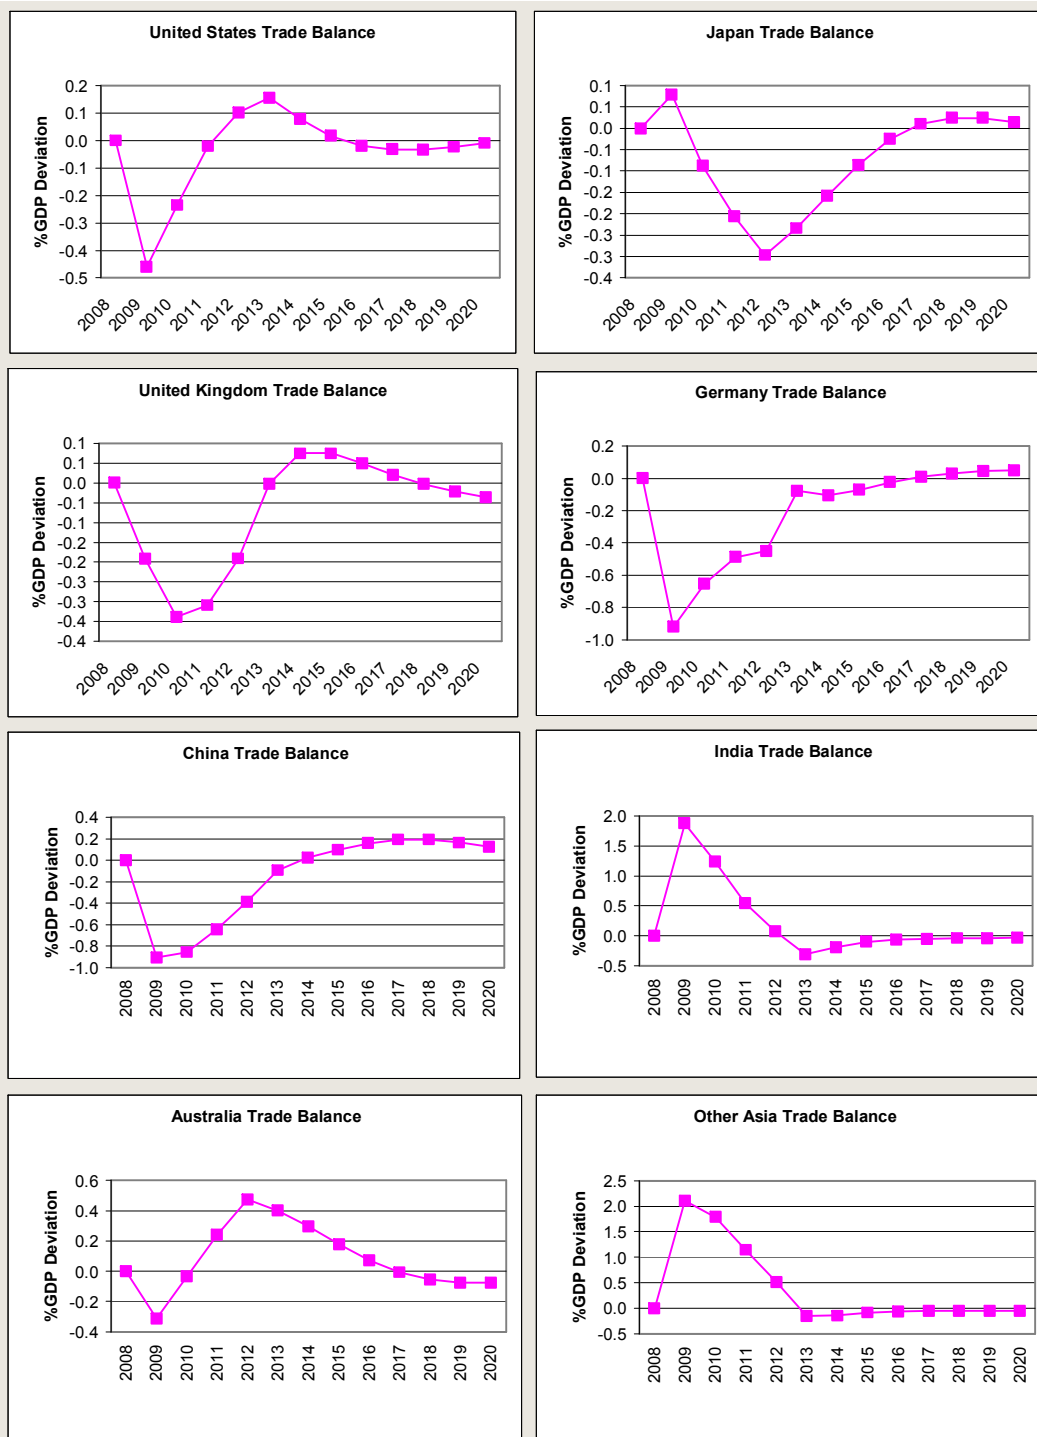 United States Trade Balance
%GDP Deviation
0.2
0.1
0.1
0.0
-0.1
-0.2
-0.3
-0.4
-0.5
2008 2009 2010 2011 2012 2013 2014 2015 2016 2017 2018 2019 2020
Japan Trade Balance
%GDP Deviation
0.1
0.1
0.0
-0.1
-0.1
-0.2
-0.2
-0.3
-0.3
-0.4
2008 2009 2010 2011 2012 2013 2014 2015 2016 2017 2018 2019 2020
United Kingdom Trade Balance
%GDP Deviation
0.1
0.1
0.0
-0.1
-0.1
-0.2
-0.2
-0.3
-0.3
-0.4
-0.4
2008 2009 2010 2011 2012 2013 2014 2015 2016 2017 2018 2019 2020
Germany Trade Balance
%GDP Deviation
0.2
0.0
-0.2
-0.4
-0.6
-0.8
-1.0
2008 2009 2010 2011 2012 2013 2014 2015 2016 2017 2018 2019 2020
China Trade Balance
%GDP Deviation
0.4
0.2
0.0
-0.2
-0.4
-0.6
-0.8
-1.0
2008 2009 2010 2011 2012 2013 2014 2015 2016 2017 2018 2019 2020
India Trade Balance
%GDP Deviation
2.0
1.5
1.0
0.5
0.0
-0.5
2008 2009 2010 2011 2012 2013 2014 2015 2016 2017 2018 2019 2020
Australia Trade Balance
%GDP Deviation
0.6
0.4
0.2
0.0
-0.2
-0.4
2008 2009 2010 2011 2012 2013 2014 2015 2016 2017 2018 2019 2020
Other Asia Trade Balance
%GDP Deviation
2.5
2.0
1.5
1.0
0.5
0.0
-0.5
2008 2009 2010 2011 2012 2013 2014 2015 2016 2017 2018 2019 2020